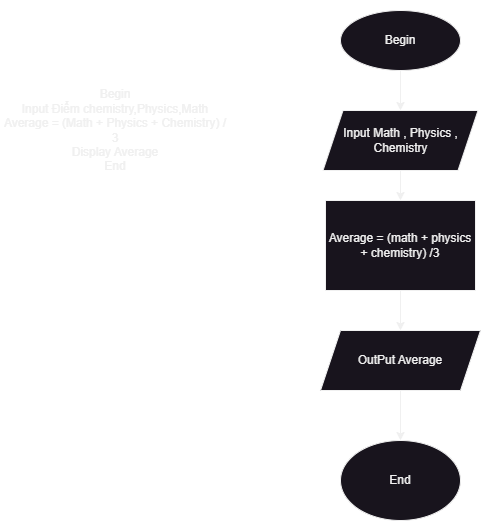 Begin
Input Điểm chemistry,Physics,Math
Average = (Math + Physics + Chemistry) /
3
Display Average
End
Begin
Input Math , Physics ,
Chemistry
Average = (math + physics
+ chemistry) /3
OutPut Average
End